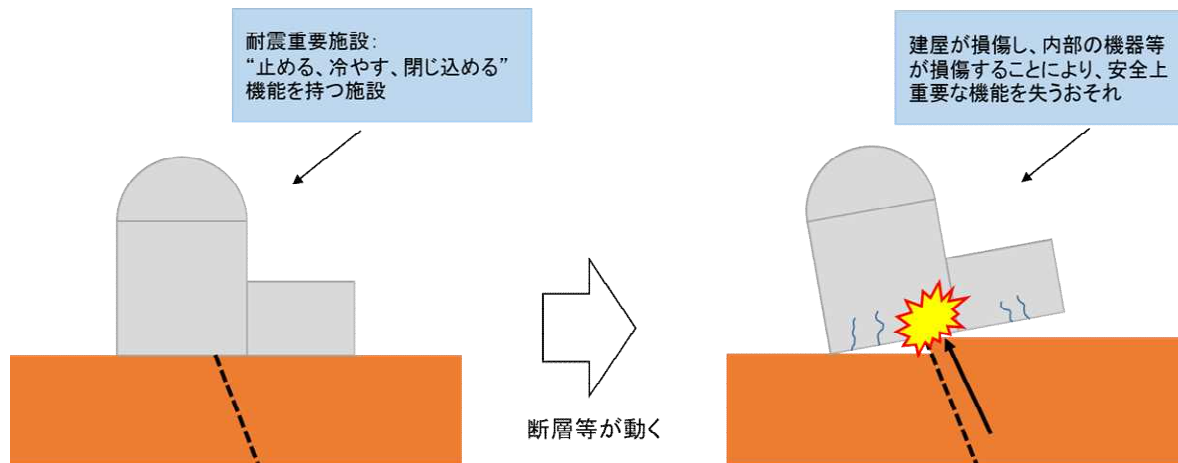 耐震重要施設：
“止める、冷やす、閉じ込める”
機能を持つ施設
建屋が損傷し、内部の機器等
が損傷することにより、安全上
重要な機能を失うおそれ
断層等が動く